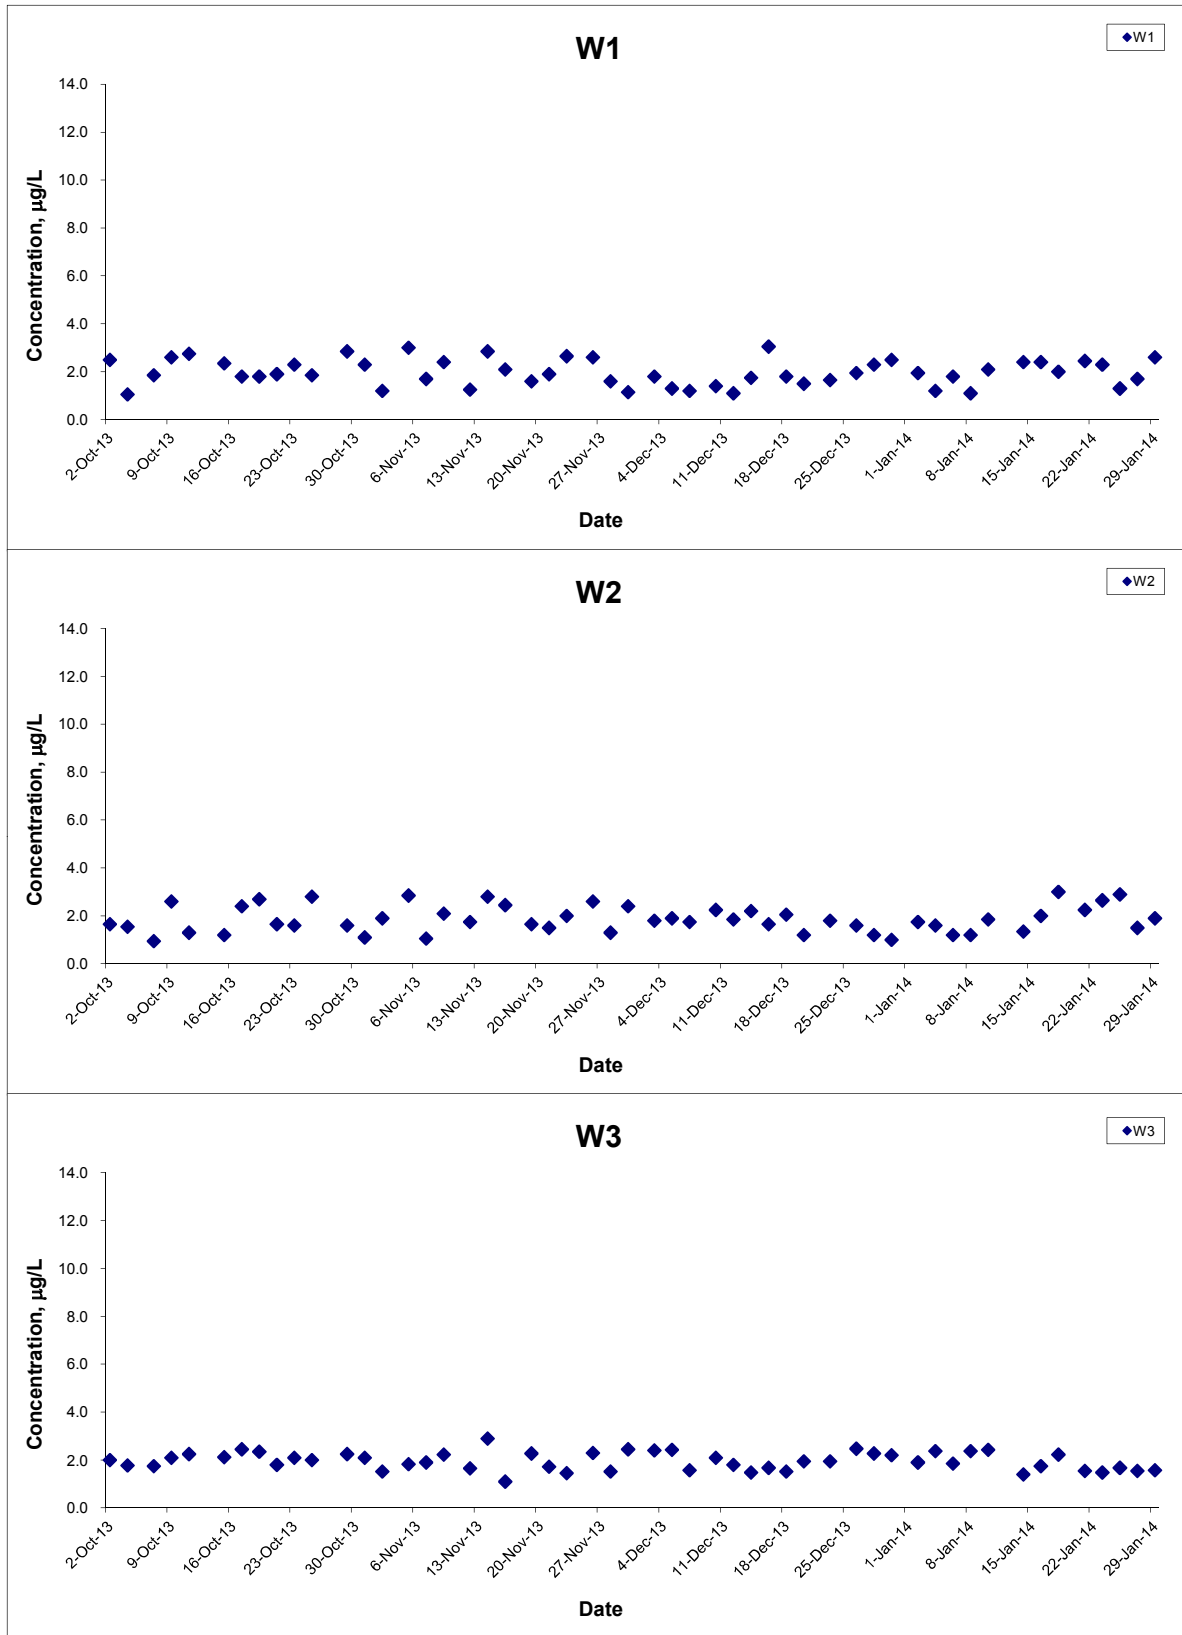 W1
W1
14.0
12.0
10.0
8.0
6.0
4.0
2.0
0.0
Concentration, µg/L
2-Oct-13
9-Oct-13
16-Oct-13
23-Oct-13
30-Oct-13
6-Nov-13
13-Nov-13
20-Nov-13
27-Nov-13
4-Dec-13
11-Dec-13
18-Dec-13
25-Dec-13
1-Jan-14
8-Jan-14
15-Jan-14
22-Jan-14
29-Jan-14
Date
W2
W2
14.0
12.0
10.0
8.0
6.0
4.0
2.0
0.0
Concentration, µg/L
2-Oct-13
9-Oct-13
16-Oct-13
23-Oct-13
30-Oct-13
6-Nov-13
13-Nov-13
20-Nov-13
27-Nov-13
4-Dec-13
11-Dec-13
18-Dec-13
25-Dec-13
1-Jan-14
8-Jan-14
15-Jan-14
22-Jan-14
29-Jan-14
Date
W3
W3
14.0
12.0
10.0
8.0
6.0
4.0
2.0
0.0
Concentration, µg/L
2-Oct-13
9-Oct-13
16-Oct-13
23-Oct-13
30-Oct-13
6-Nov-13
13-Nov-13
20-Nov-13
27-Nov-13
4-Dec-13
11-Dec-13
18-Dec-13
25-Dec-13
1-Jan-14
8-Jan-14
15-Jan-14
22-Jan-14
29-Jan-14
Date